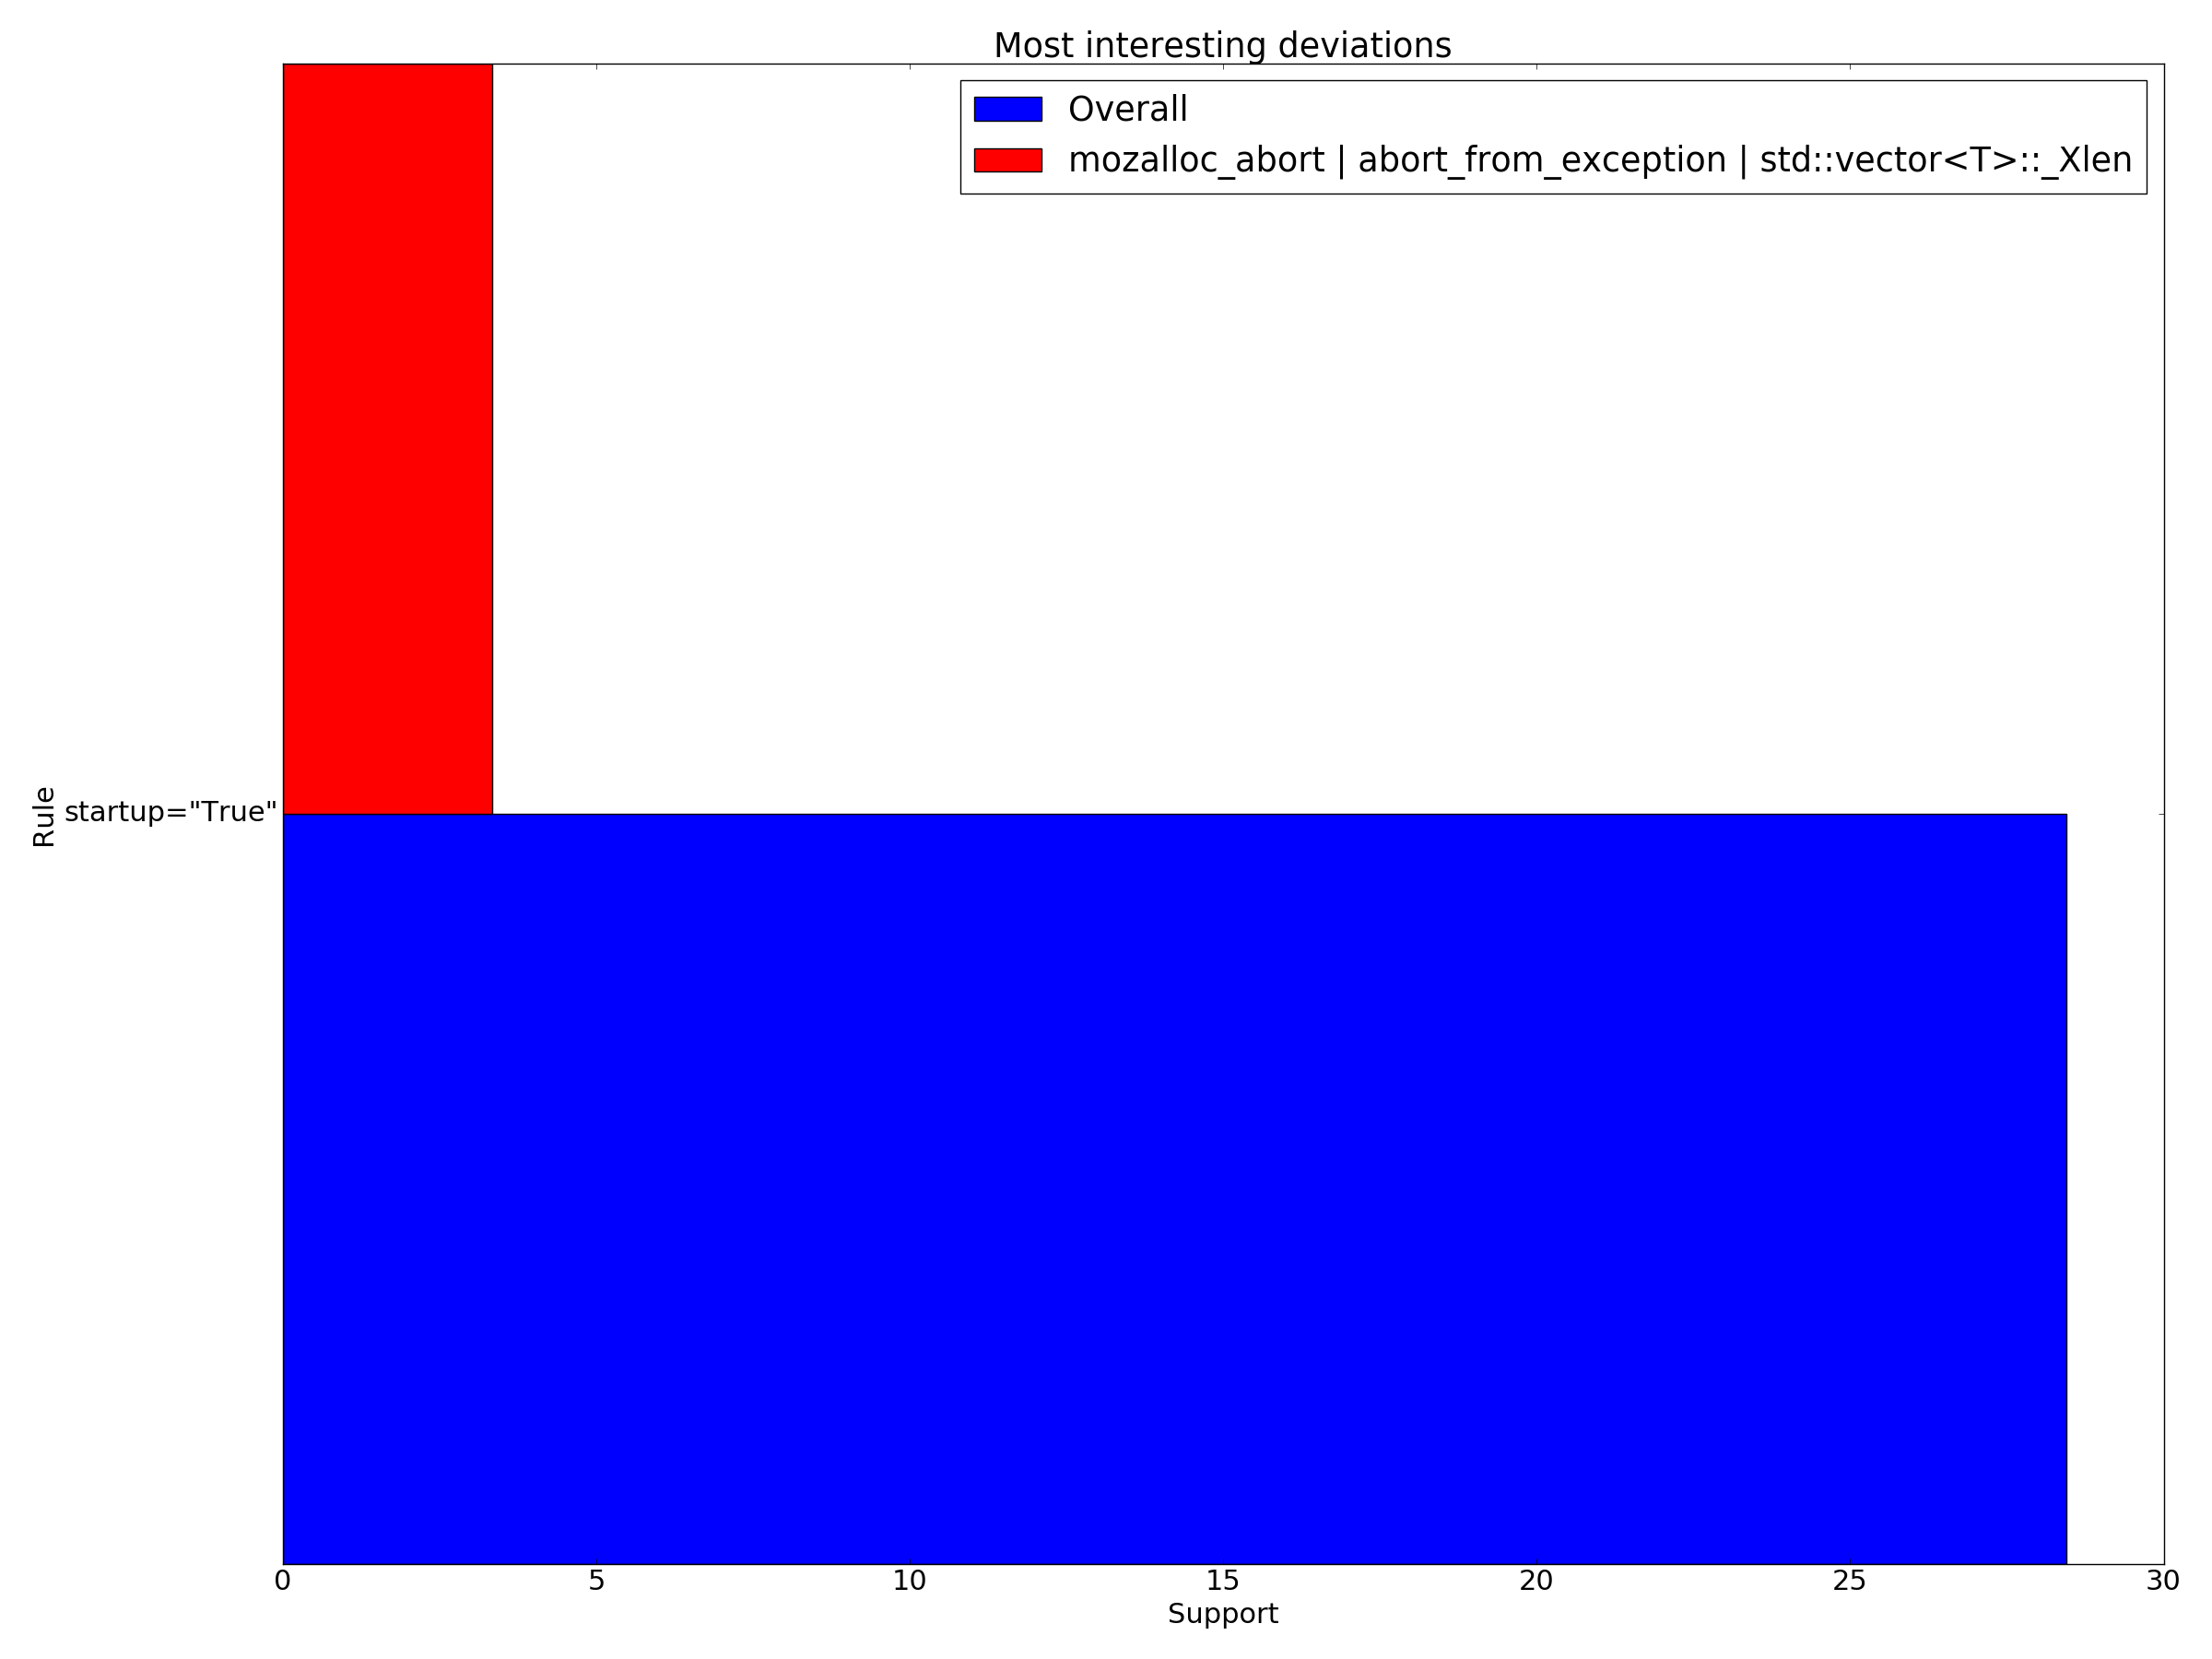 Most interesting deviations
Overall
mozalloc_abort | abort_from_exception | std::vector<T>::_Xlen
Rule
startup="True"
0 5 10 15 20 25 30
Support